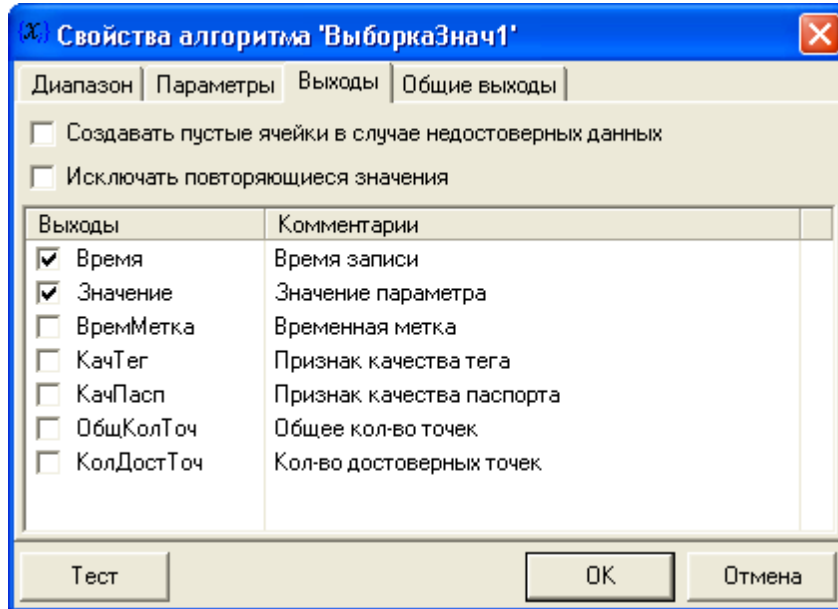 {X} Свойства алгоритма 'ВыборкаЗнач1'
Диапазон Параметры Выходы Общие выходы
Создавать пустые ячейки в случае недостоверных данных
Исключать повторяющиеся значения
Выходы Комментарии
Время Время записи
Значение Значение параметра
ВремМетка Временная метка
КачТег Признак качества тега
КачПасп Признак качества паспорта
ОбщКолТоч Общее кол-во точек
КолДостТоч Кол-во достоверных точек
Тест OK Отмена